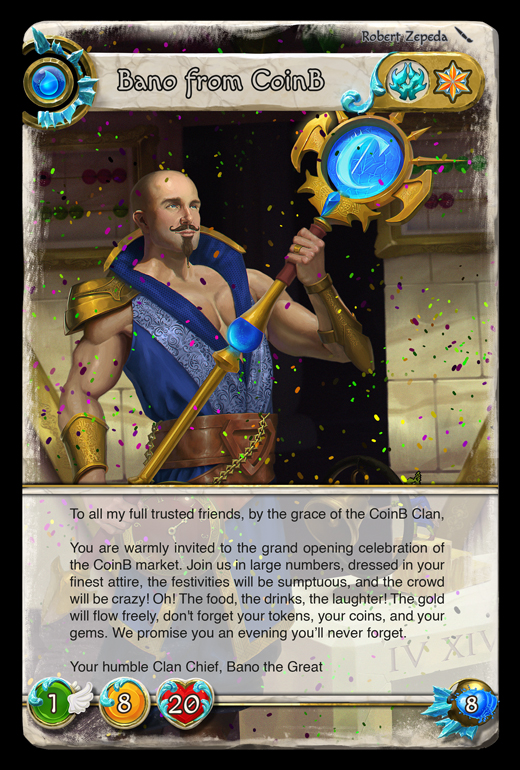 Robert Zepeda
Bano from CoinB
C
To all my full trusted friends, by the grace of the CoinB Clan,
You are warmly invited to the grand opening celebration of
the CoinB market. Join us in large numbers, dressed in your
finest attire, the festivities will be sumptuous, and the crowd
will be crazy! Oh! The food, the drinks, the laughter! The gold
will flow freely, don't forget your tokens, your coins, and your
gems. We promise you an evening you'll never forget.
IV XIV
Your humble Clan Chief, Bano the Great
1 8 20 8